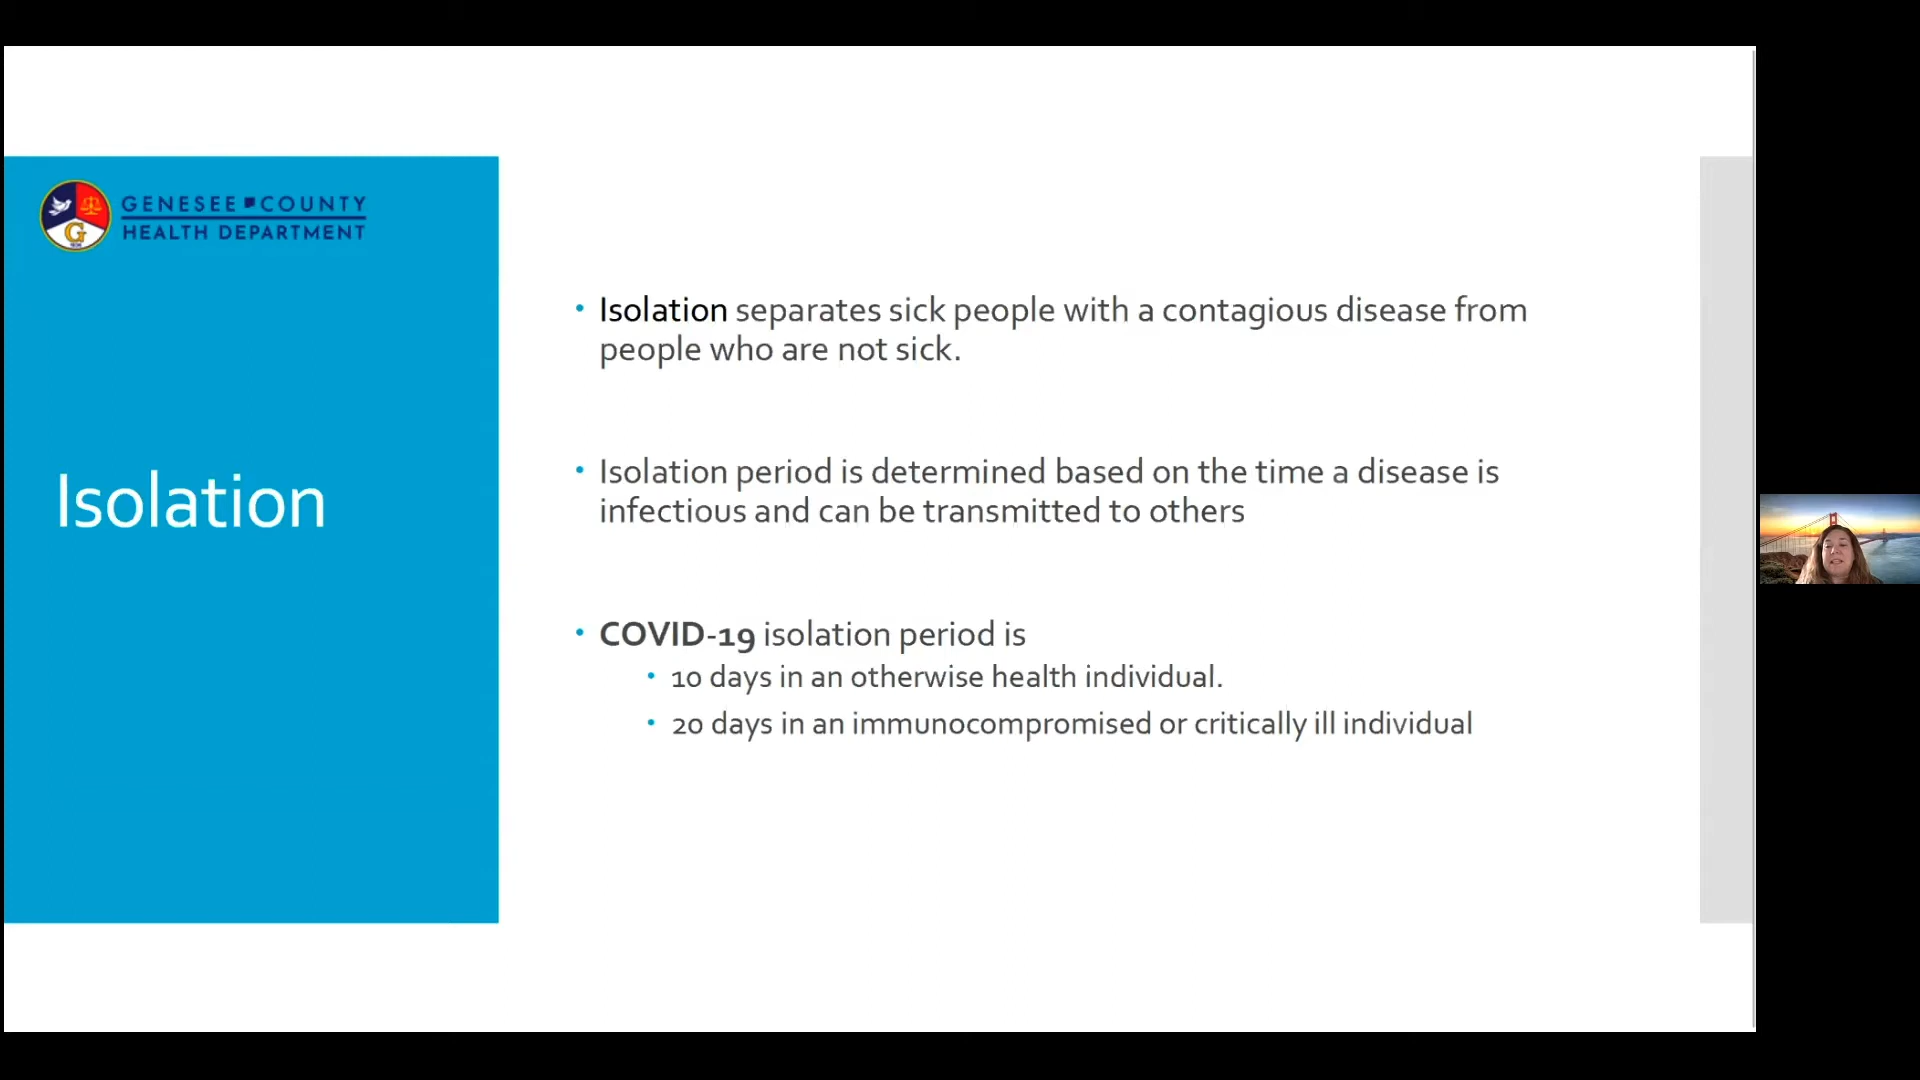 GENESEE COUNTY
HEALTH DEPARTMENT
G
Isolation
Isolation separates sick people with a contagious disease from
people who are not sick.
Isolation period is determined based on the time a disease is
infectious and can be transmitted to others
COVID-19 isolation period is
10 days in an otherwise health individual.
20 days in an immunocompromised or critically ill individual